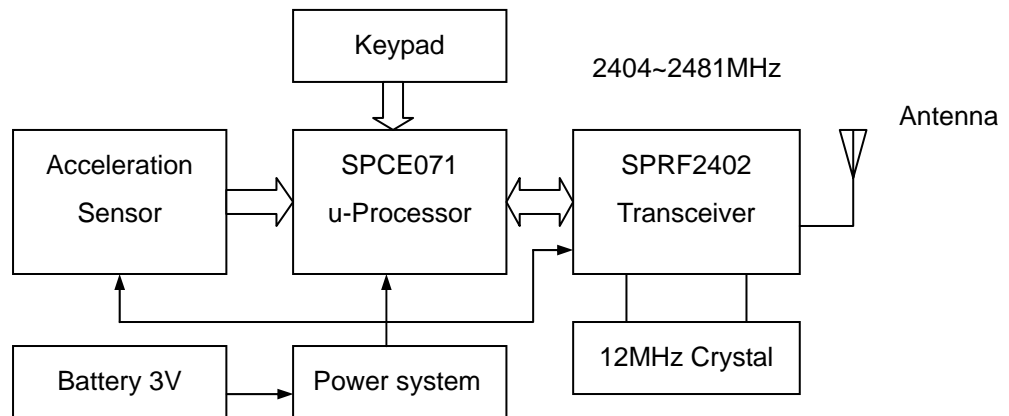 Keypad
2404~2481MHz
Antenna
Acceleration
Sensor
SPCE071
u-Processor
SPRF2402
Transceiver
12MHz Crystal
Battery 3V
Power system